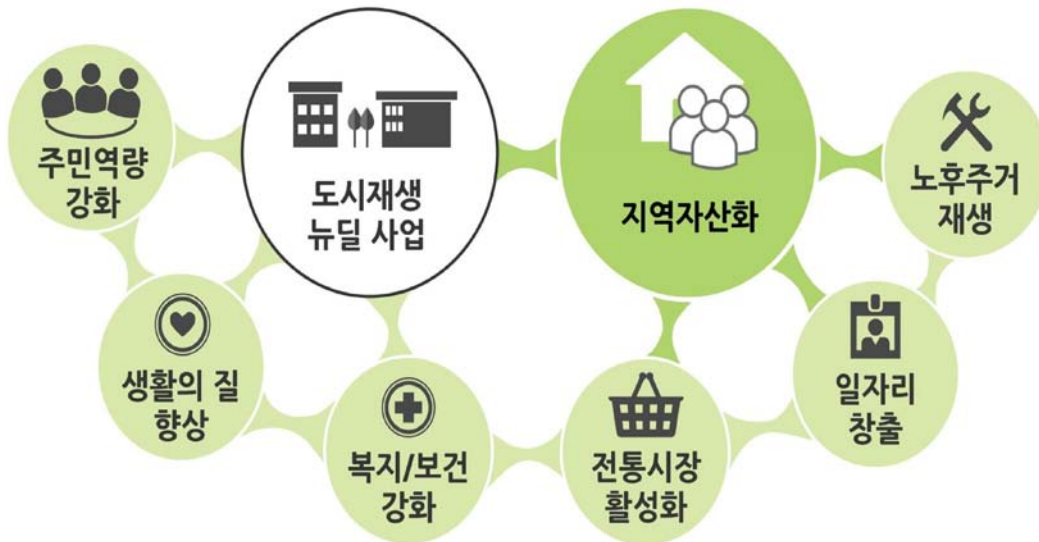 주민역량
강화
도시재생
뉴딜 사업
지역자산화
노후주거
재생
생활의 질
향상
복지/보건
강화
전통시장
활성화
일자리
창출